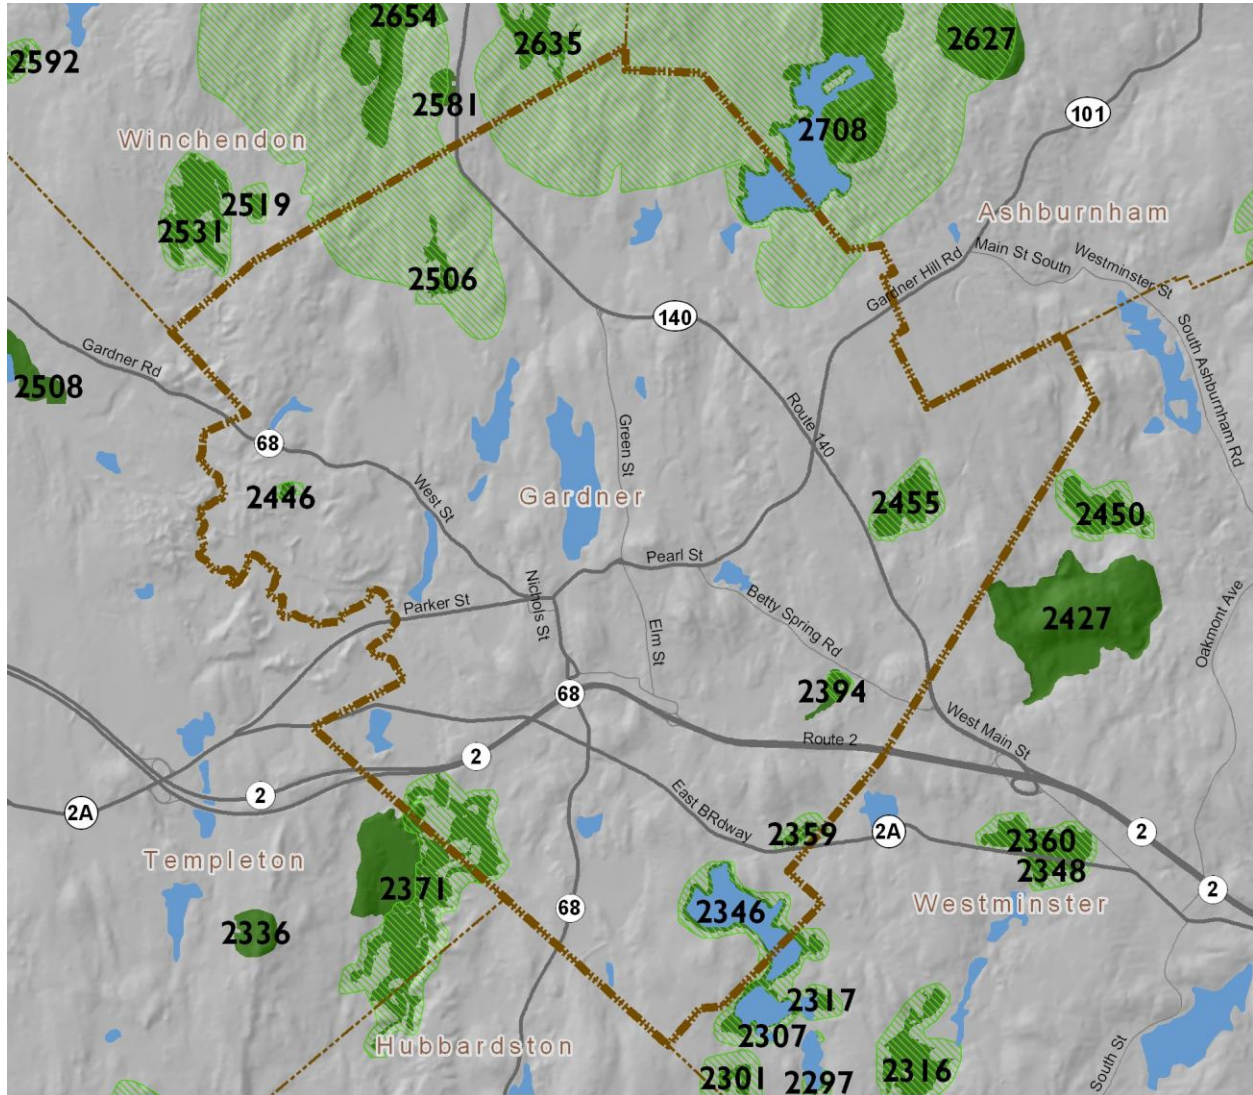 2654
2635
2627
2592
2581
101
2708
Winchendon
2519
2531
Ashburnham
Main St South
Westminster St
2506
Gardner Hill Rd
140
South Ashburnham Rd
Gardner Rd
2508
Route 140
Green St
68
2446
West St
Gardner
2455
2450
Pearl St
Nichols St
Betty Spring Rd
Parker St
Elm St
2427
Oakmont Ave
2394
68
West Main St
Route 2
2
2
2A
East BRdway
2359
2A
2360
2
2348
Templeton
2371
2
2346
68
Westminster
2336
2317
2307
Hubbardston
2301
2297
2316
South St